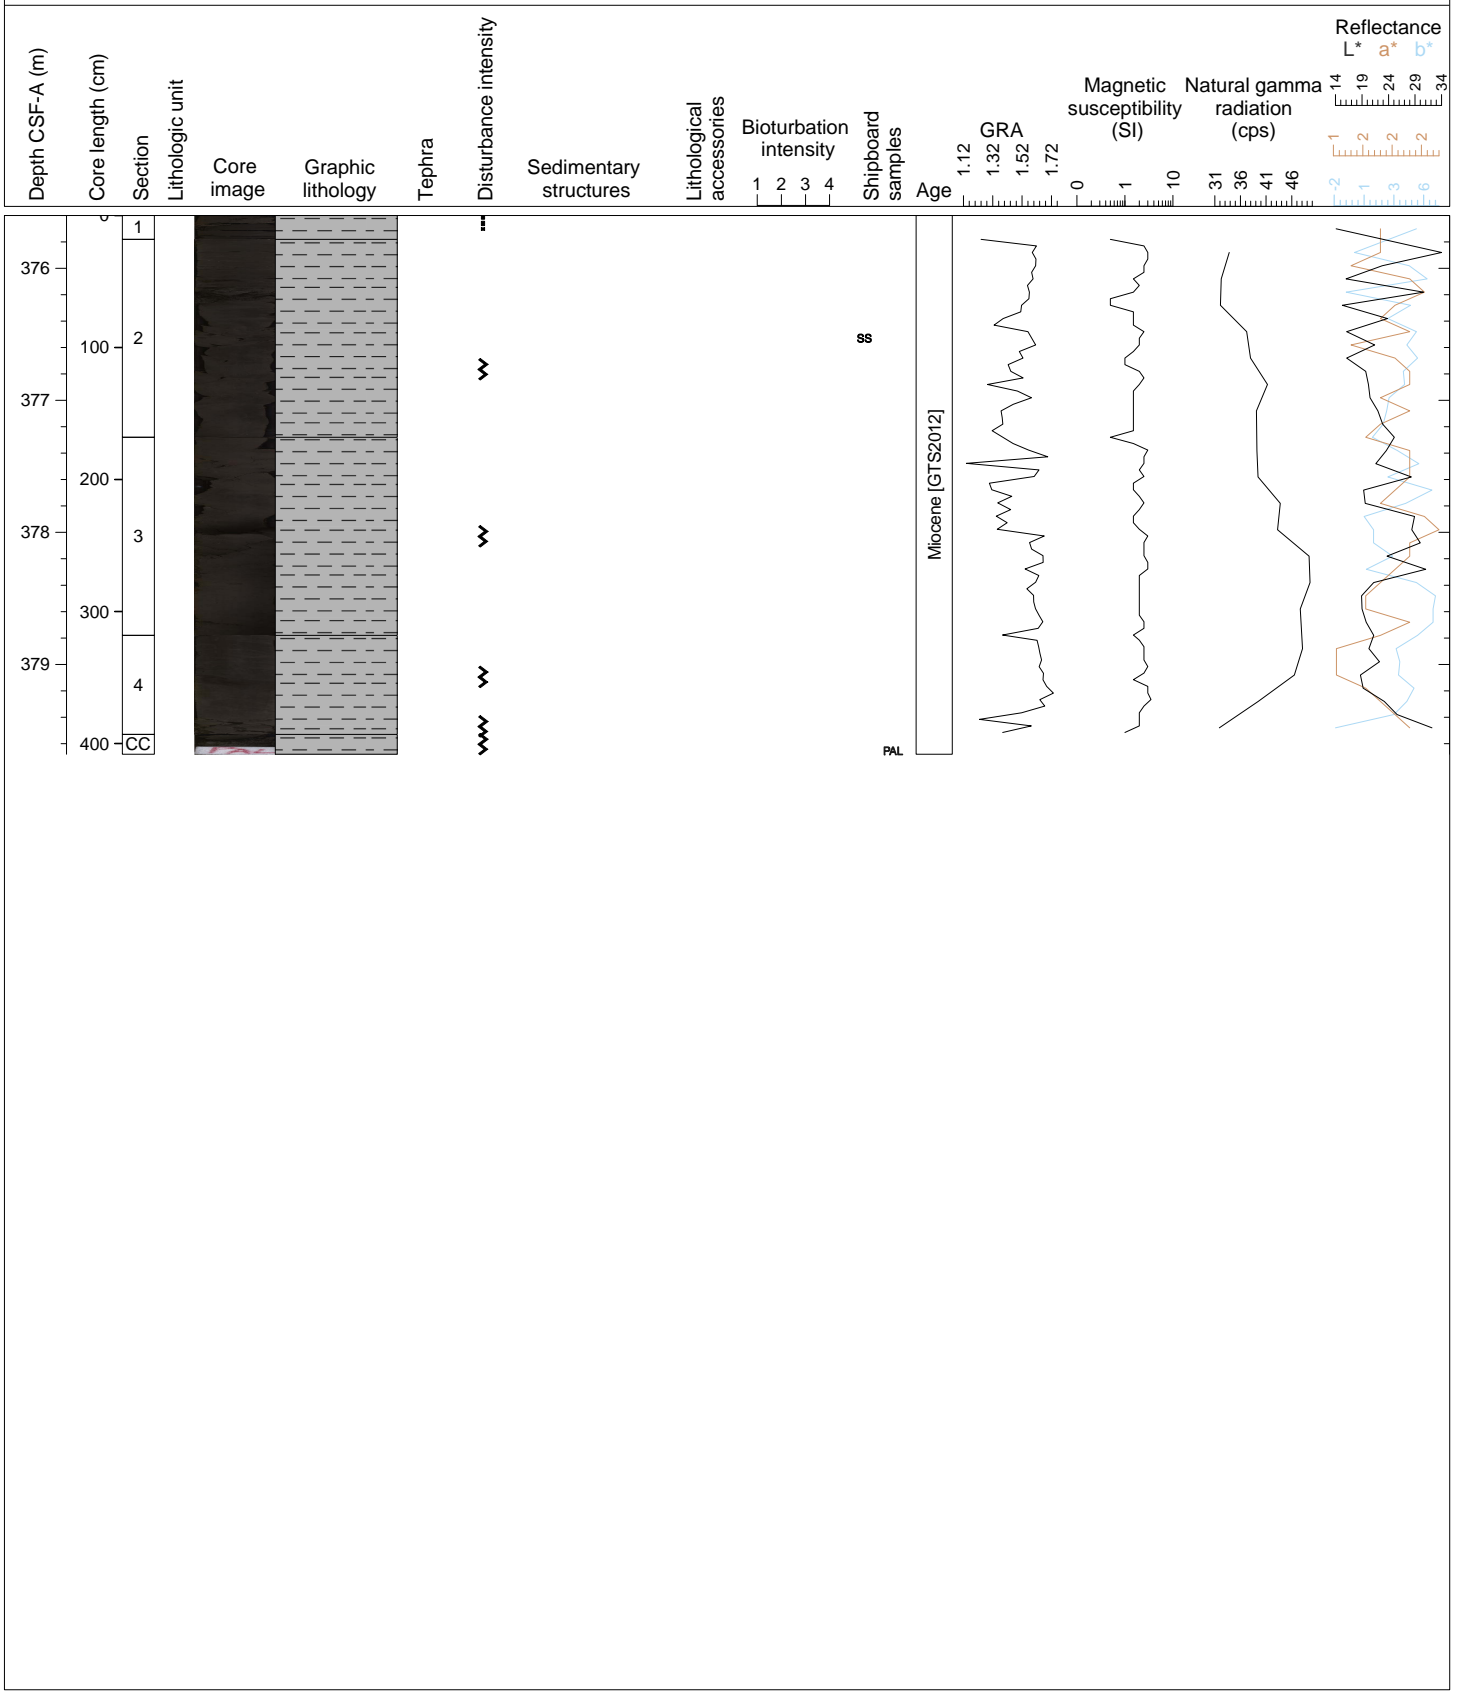 Depth CSF-A (m)
Core length (cm)
Section
Lithologic unit
Core
image
Graphic
lithology
Tephra
Disturbance intensity
Sedimentary
structures
Lithological
accessories
Bioturbation
intensity
1 2 3 4
Shipboard
samples
Age
GRA
1.12 1.32 1.52 1.72
Magnetic
susceptibility
(SI)
0 1 10
Natural gamma
radiation
(cps)
31 36 41 46
Reflectance
L* a* b*
14 19 24 29 34
1 2 2 2
-2 1 3 6
0
1
376
2
100
SS
377
200
3
378
300
379
4
400
CC
PAL
Miocene [GTS2012]